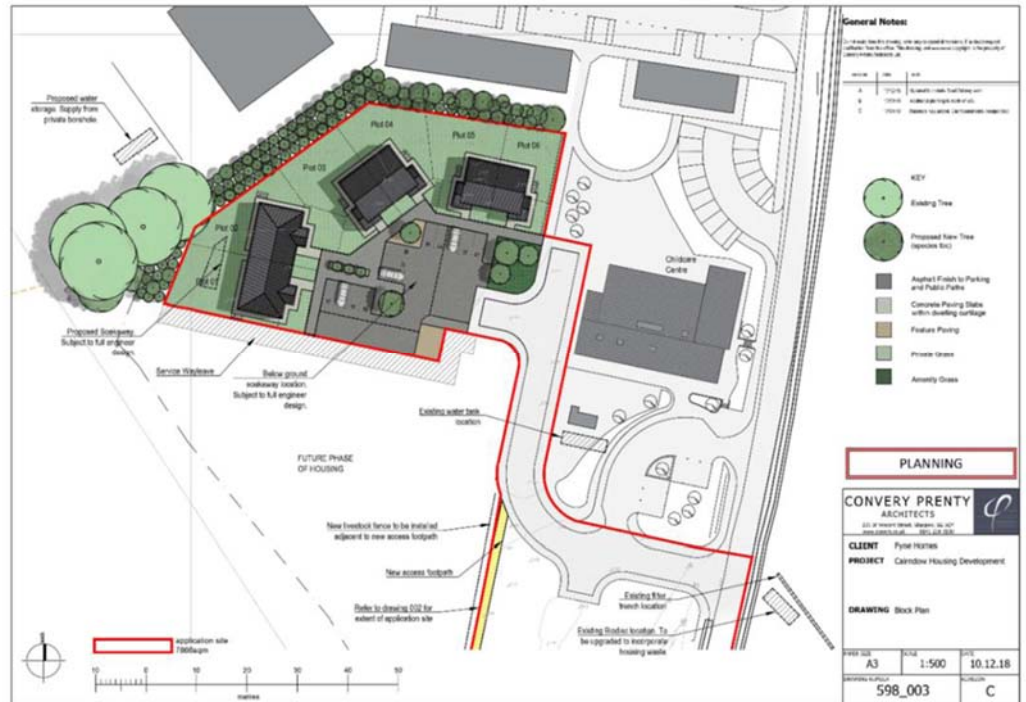 General Notes:
Proposed water
storage. Supply from
private borehole.
Plot 04
Plot 05
Plot 06
Plot 03
Plot 02
Plot 01
Childcare
Centre
Proposed Soakaway.
Subject to full engineer
design.
Service Wayleave
Below ground
soakaway location.
Subject to full engineer
design.
Existing water tank
location
FUTURE PHASE
OF HOUSING
New livestock fence to be installed
adjacent to new access footpath
New access footpath
Refer to drawing 002 for
extent of application site
Existing filter
trench location
Existing Biodisc location. To
be upgraded to incorporate
housing waste
application site
10 0 10 20 30 40 50
metres
KEY
Existing Tree
Proposed New Tree
(species tbc)
Asphalt Finish to Parking
and Public Paths
Concrete Paving Slabs
within dwelling curtilage
Feature Paving
Private Grass
Amenity Grass
PLANNING
CONVERY PRENTY
ARCHITECTS
CLIENT Fyne Homes
PROJECT Cairndow Housing Development
DRAWING Block Plan
PAPER SIZE
A3
SCALE
1:500
DATE
10.12.18
DRAWING NUMBER
598_003
REVISION
C